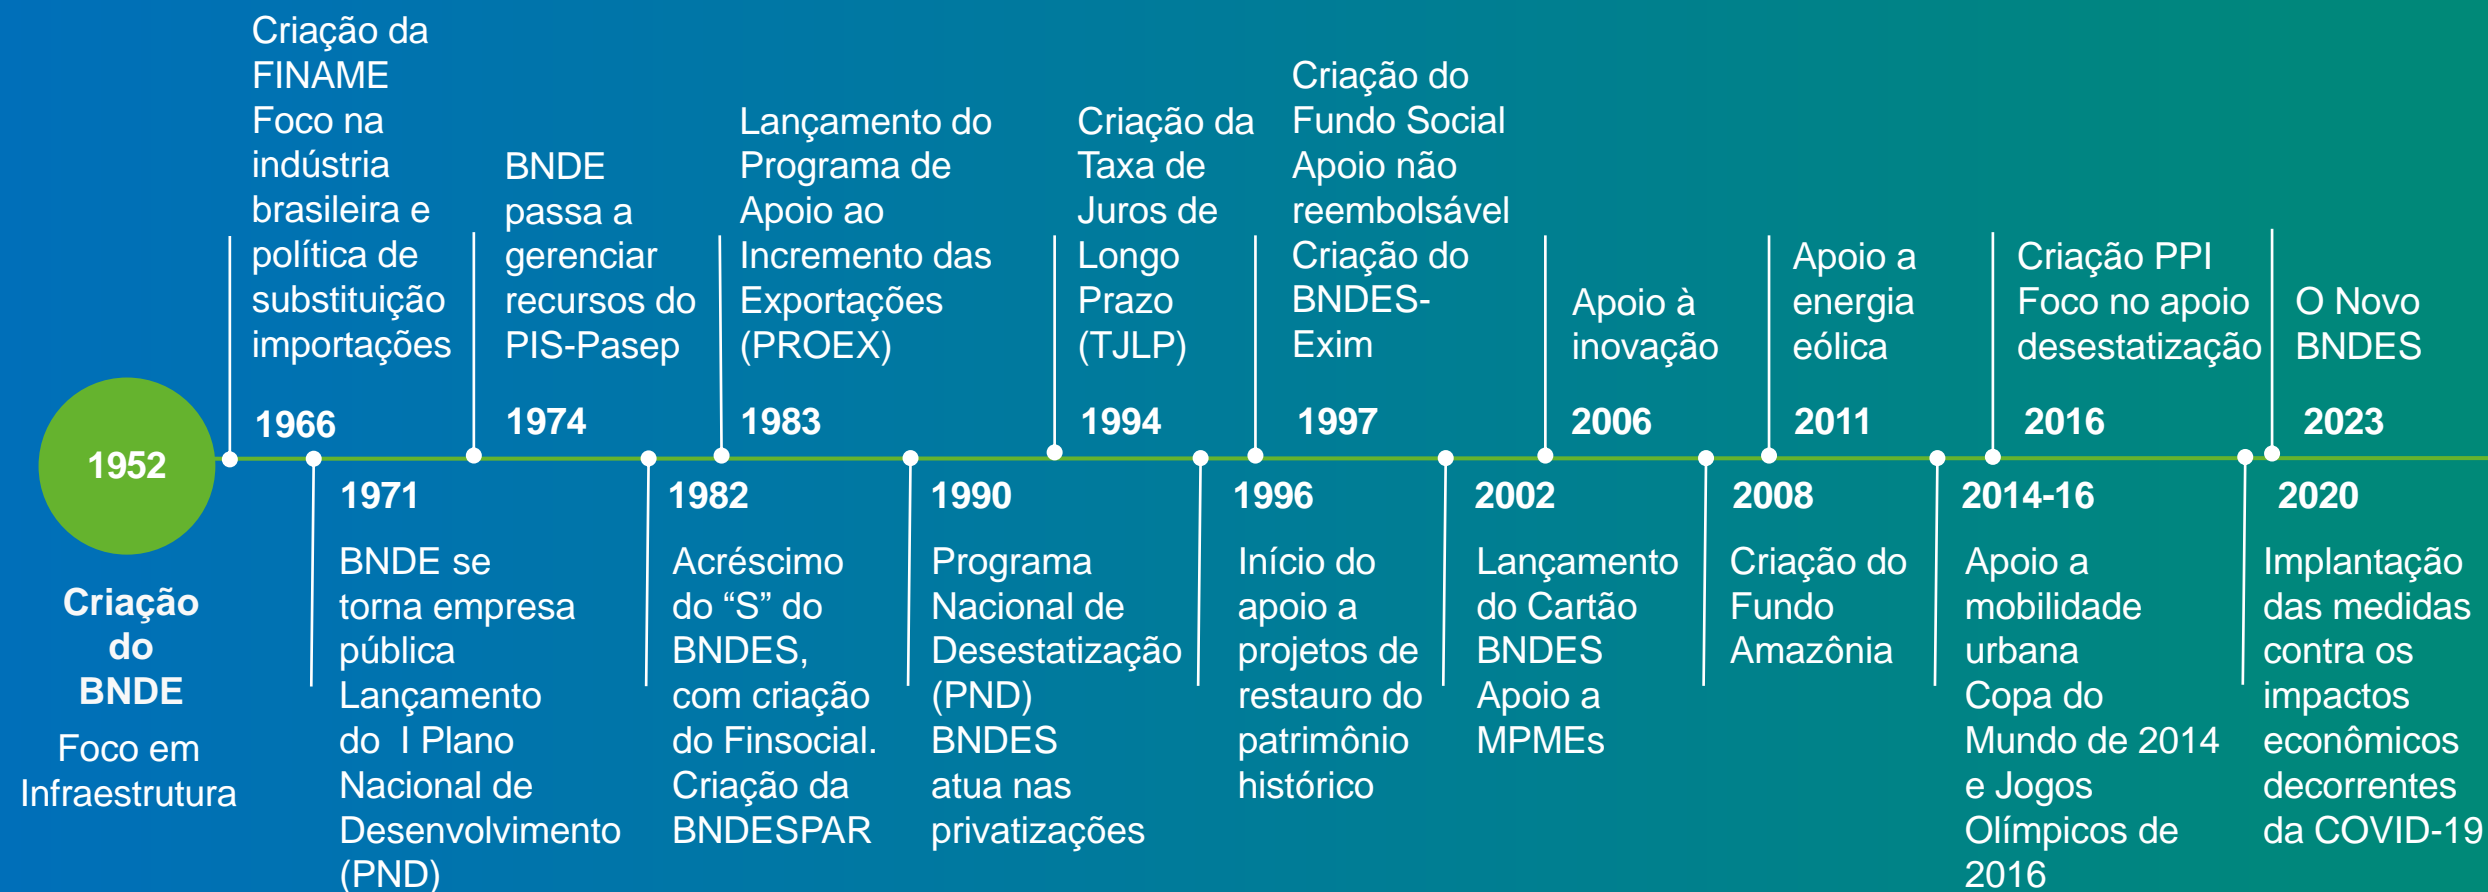 1952
Criação
do
BNDE
Foco em
Infraestrutura
Criação da
FINAME
Foco na
indústria
brasileira e
política de
substituição
importações
1966
1971
BNDE se
torna empresa
pública
Lançamento
do I Plano
Nacional de
Desenvolvimento
(PND)
BNDE
passa a
gerenciar
recursos do
PIS-Pasep
1974
1982
Acréscimo
do “S” do
BNDES,
com criação
do Finsocial.
Criação da
BNDESPAR
Lançamento do
Programa de
Apoio ao
Incremento das
Exportações
(PROEX)
1983
1990
Programa
Nacional de
Desestatização
(PND)
BNDES
atua nas
privatizações
Criação da
Taxa de
Juros de
Longo
Prazo
(TJLP)
1994
1996
Início do
apoio a
projetos de
restauro do
patrimônio
histórico
Criação do
Fundo Social
Apoio não
reembolsável
Criação do
BNDES-
Exim
1997
2002
Lançamento
do Cartão
BNDES
Apoio a
MPMEs
Apoio à
inovação
2006
2008
Criação do
Fundo
Amazônia
Apoio a
energia
eólica
2011
2014-16
Apoio a
mobilidade
urbana
Copa do
Mundo de 2014
e Jogos
Olímpicos de
2016
Criação PPI
Foco no apoio
desestatização
2016
2020
Implantação
das medidas
contra os
impactos
econômicos
decorrentes
da COVID-19
O Novo
BNDES
2023